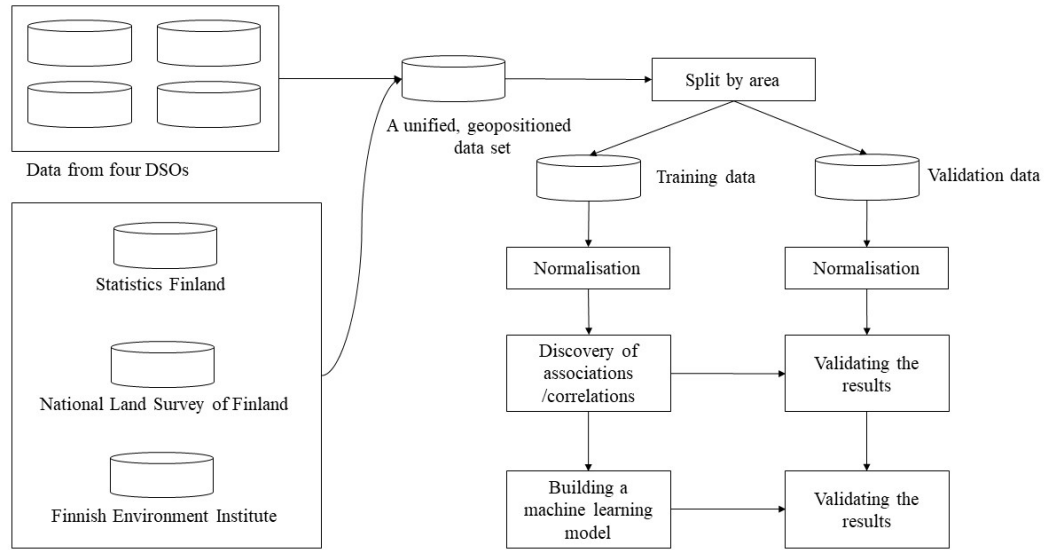 Data from four DSOs
Statistics Finland
National Land Survey of Finland
Finnish Environment Institute
A unified, geopositioned
data set
Split by area
Training data
Validation data
Normalisation
Normalisation
Discovery of
associations
/correlations
Validating the
results
Building a
machine learning
model
Validating the
results